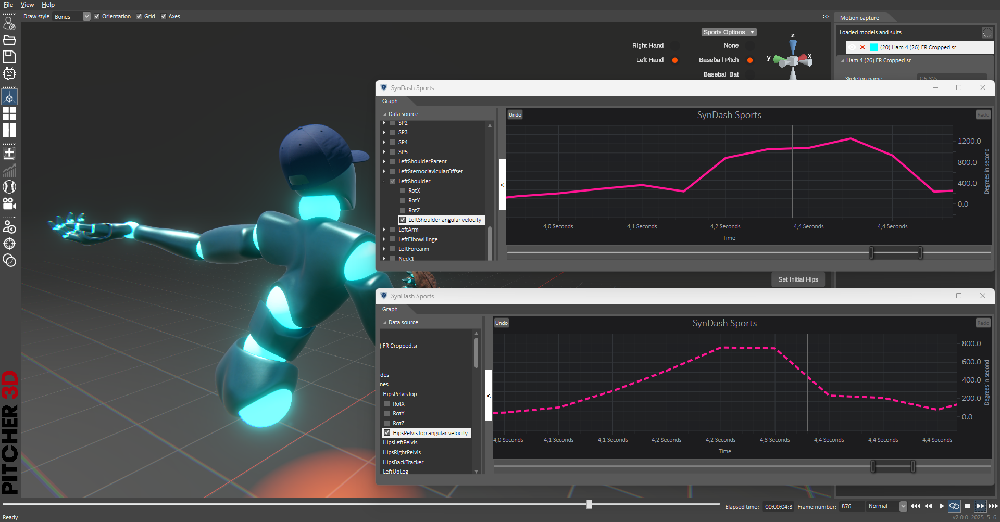 File View Help
Draw style Bones Orientation Grid Axes >>
Motion capture
Loaded models and suits:
(20) Liam 4 (26) FR Cropped.sr
Liam 4 (26) FR Cropped.sr
Skeleton name G6-32s
Sports Options
Right Hand None
Left Hand Baseball Pitch
Baseball Bat
z
y
x
SynDash Sports
Graph
Data source
SP2
SP3
SP4
SP5
LeftShoulderParent
LeftSternoclavicularOffset
LeftShoulder
RotX
RotY
RotZ
LeftShoulder angular velocity
LeftArm
LeftElbowHinge
LeftForearm
Neck1
<
Undo
SynDash Sports
Redo
1200.0
800.0
400.0
0.0
Degrees in second
4,0 Seconds 4,1 Seconds 4,2 Seconds 4,4 Seconds 4,4 Seconds
Time
Set Initial Hips
SynDash Sports
Graph
Data source
) FR Cropped.sr
des
nes
HipsPelvisTop
RotX
RotY
RotZ
HipsPelvisTop angular velocity
HipsLeftPelvis
HipsRightPelvis
HipsBackTracker
LeftUpLeg
<
Undo
SynDash Sports
Redo
800.0
600.0
400.0
200.0
0.0
Degrees in second
4,0 Seconds 4,1 Seconds 4,1 Seconds 4,2 Seconds 4,2 Seconds 4,3 Seconds 4,4 Seconds 4,4 Seconds 4,4 Seconds
Time
PITCHER 3D
Elapsed time: 00:00:04:3 Frame number: 876 Normal
Ready
v2.0.0_2025_5_6